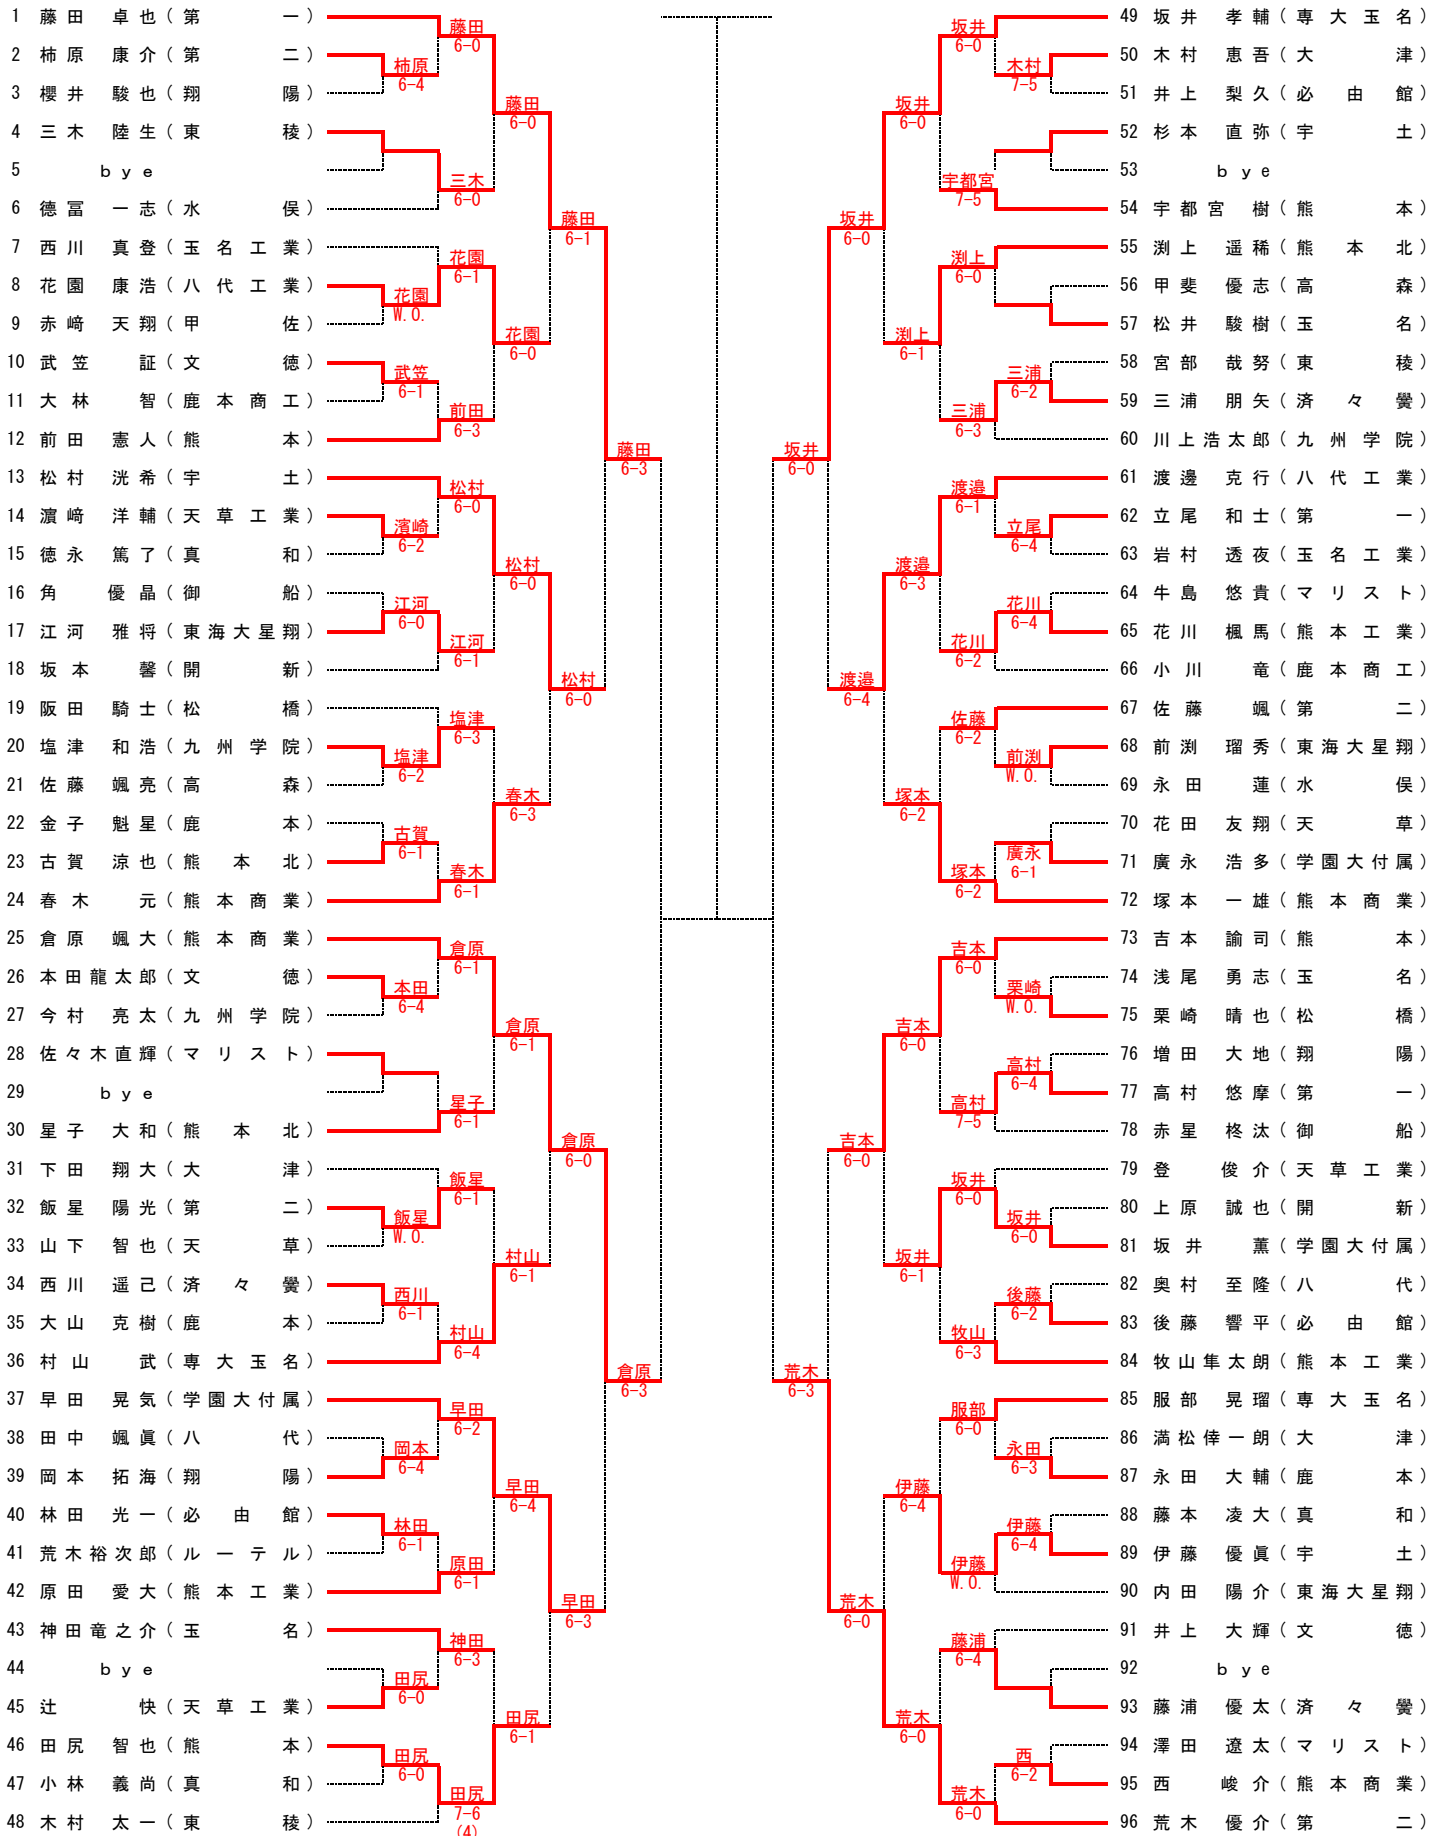 1 藤田 卓也（第一）
2 柿原 康介（第二）
3 櫻井 駿也（翔陽）
4 三木 陸生（東稜）
5 bye
6 德冨 一志（水俣）
7 西川 真登（玉名工業）
8 花園 康浩（八代工業）
9 赤﨑 天翔（甲佐）
10 武笠 証（文徳）
11 大林 智（鹿本商工）
12 前田 憲人（熊本）
13 松村 洸希（宇土）
14 濵﨑 洋輔（天草工業）
15 徳永 篤了（真和）
16 角 優晶（御船）
17 江河 雅将（東海大星翔）
18 坂本 馨（開新）
19 阪田 騎士（松橋）
20 塩津 和浩（九州学院）
21 佐藤 颯亮（高森）
22 金子 魁星（鹿本）
23 古賀 涼也（熊本北）
24 春木 元（熊本商業）
25 倉原 颯大（熊本商業）
26 本田龍太郎（文徳）
27 今村 亮太（九州学院）
28 佐々木直輝（マリスト）
29 bye
30 星子 大和（熊本北）
31 下田 翔大（大津）
32 飯星 陽光（第二）
33 山下 智也（天草）
34 西川 遥己（済々黌）
35 大山 克樹（鹿本）
36 村山 武（専大玉名）
37 早田 晃気（学園大付属）
38 田中 颯眞（八代）
39 岡本 拓海（翔陽）
40 林田 光一（必由館）
41 荒木裕次郎（ルーテル）
42 原田 愛大（熊本工業）
43 神田竜之介（玉名）
44 bye
45 辻 快（天草工業）
46 田尻 智也（熊本）
47 小林 義尚（真和）
48 木村 太一（東稜）
藤田
6-0
柿原
6-4
三木
6-0
花園
6-1
花園
W.O.
武笠
6-1
前田
6-3
松村
6-0
濱崎
6-2
江河
6-0
江河
6-1
塩津
6-3
塩津
6-2
古賀
6-1
春木
6-1
倉原
6-1
本田
6-4
星子
6-1
飯星
6-1
飯星
W.O.
西川
6-1
村山
6-4
早田
6-2
岡本
6-4
林田
6-1
原田
6-1
神田
6-3
田尻
6-0
田尻
6-0
田尻
7-6
(4)
藤田
6-0
花園
6-0
松村
6-0
春木
6-3
倉原
6-1
村山
6-1
早田
6-4
田尻
6-1
藤田
6-1
松村
6-0
倉原
6-0
早田
6-3
藤田
6-3
倉原
6-3
坂井
6-0
荒木
6-3
坂井
6-0
渡邉
6-4
吉本
6-0
荒木
6-0
坂井
6-0
渕上
6-1
渡邉
6-3
塚本
6-2
吉本
6-0
坂井
6-1
伊藤
6-4
荒木
6-0
坂井
6-0
木村
7-5
宇都宮
7-5
渕上
6-0
三浦
6-2
三浦
6-3
渡邉
6-1
立尾
6-4
花川
6-4
花川
6-2
佐藤
6-2
前渕
W.O.
廣永
6-1
塚本
6-2
吉本
6-0
栗崎
W.O.
高村
6-4
高村
7-5
坂井
6-0
坂井
6-0
後藤
6-2
牧山
6-3
服部
6-0
永田
6-3
伊藤
6-4
伊藤
W.O.
藤浦
6-4
西
6-2
荒木
6-0
49 坂井 孝輔（専大玉名）
50 木村 恵吾（大津）
51 井上 梨久（必由館）
52 杉本 直弥（宇土）
53 bye
54 宇都宮 樹（熊本）
55 渕上 遥稀（熊本北）
56 甲斐 優志（高森）
57 松井 駿樹（玉名）
58 宮部 哉努（東稜）
59 三浦 朋矢（済々黌）
60 川上浩太郎（九州学院）
61 渡邊 克行（八代工業）
62 立尾 和士（第一）
63 岩村 透夜（玉名工業）
64 牛島 悠貴（マリスト）
65 花川 楓馬（熊本工業）
66 小川 竜（鹿本商工）
67 佐藤 颯（第二）
68 前渕 瑠秀（東海大星翔）
69 永田 蓮（水俣）
70 花田 友翔（天草）
71 廣永 浩多（学園大付属）
72 塚本 一雄（熊本商業）
73 吉本 諭司（熊本）
74 浅尾 勇志（玉名）
75 栗崎 晴也（松橋）
76 増田 大地（翔陽）
77 高村 悠摩（第一）
78 赤星 柊汰（御船）
79 登 俊介（天草工業）
80 上原 誠也（開新）
81 坂井 薫（学園大付属）
82 奥村 至隆（八代）
83 後藤 響平（必由館）
84 牧山隼太朗（熊本工業）
85 服部 晃瑠（専大玉名）
86 満松倖一朗（大津）
87 永田 大輔（鹿本）
88 藤本 凌大（真和）
89 伊藤 優眞（宇土）
90 内田 陽介（東海大星翔）
91 井上 大輝（文徳）
92 bye
93 藤浦 優太（済々黌）
94 澤田 遼太（マリスト）
95 西 峻介（熊本商業）
96 荒木 優介（第二）